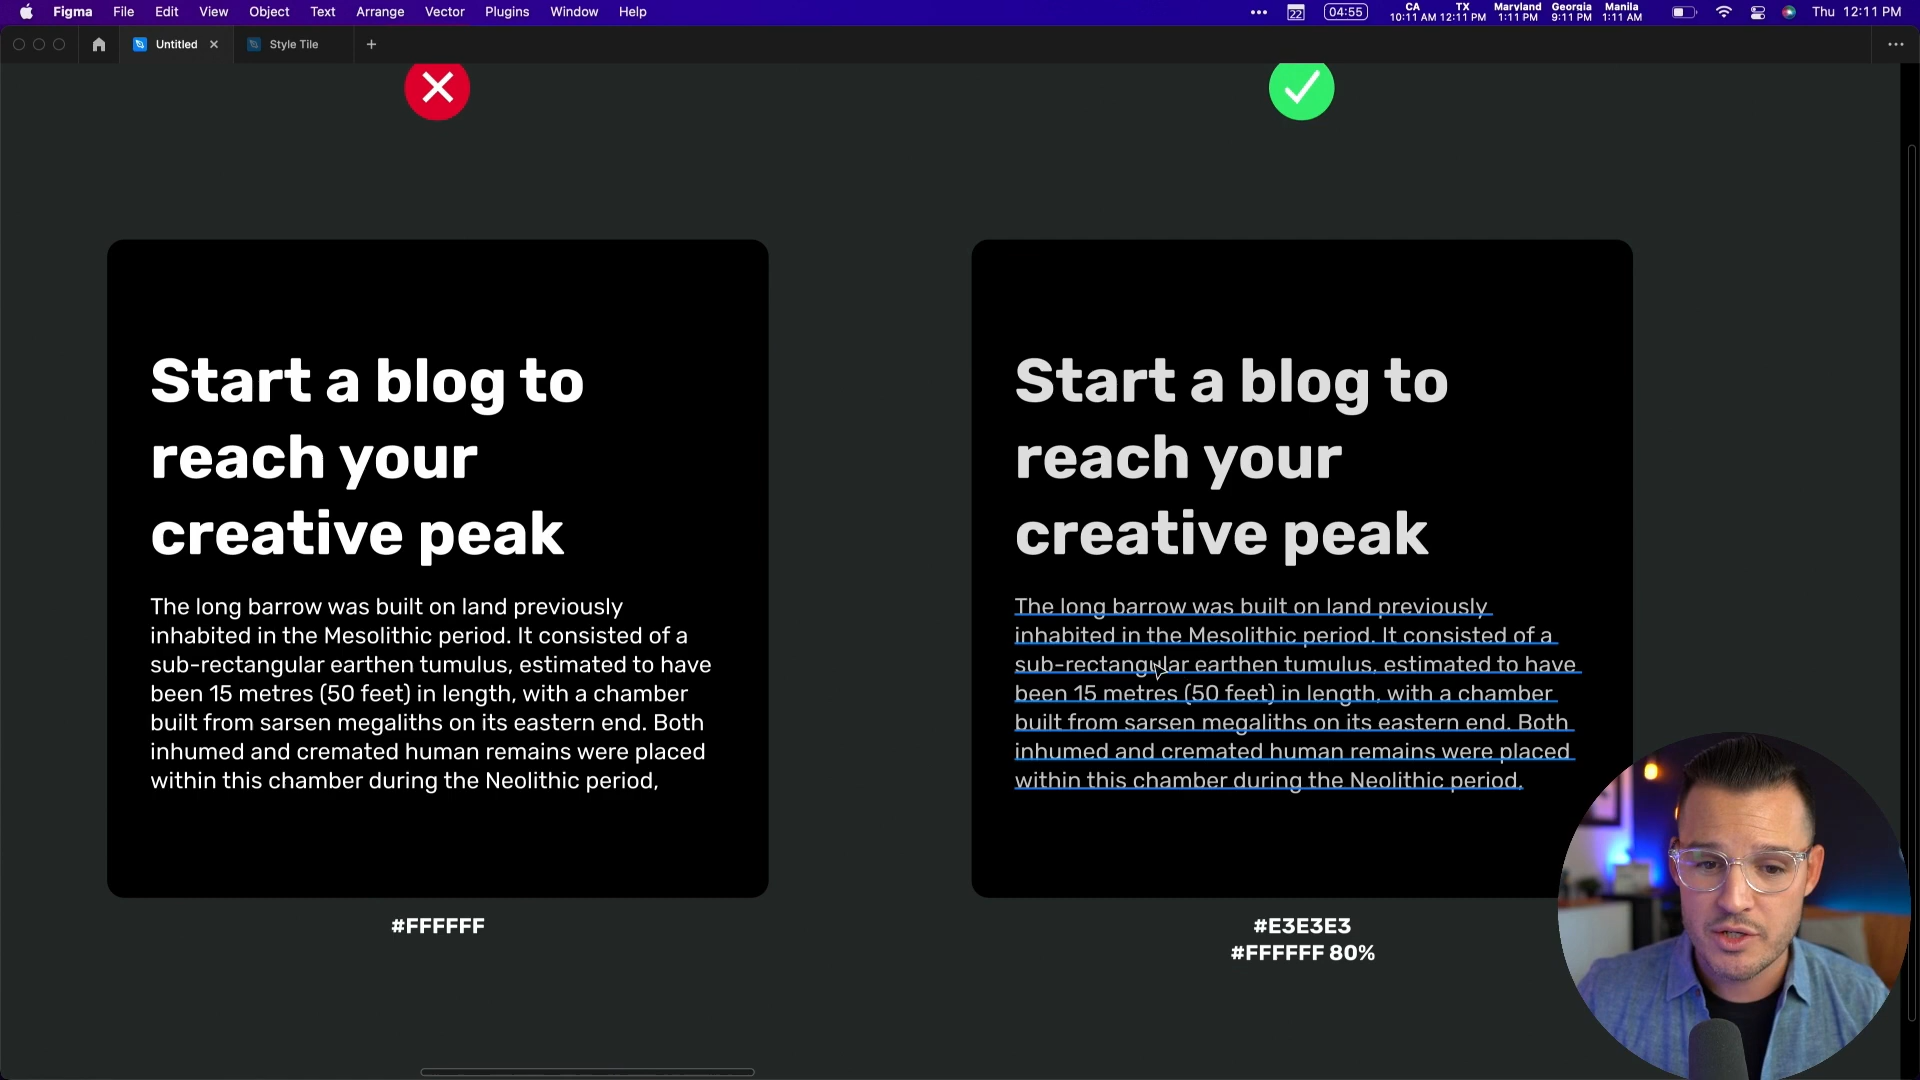 Figma File Edit View Object Text Arrange Vector Plugins Window Help
22 04:55 CA 10:11 AM TX 12:11 PM Maryland 1:11 PM Georgia 9:11 PM Manila 1:11 AM Thu 12:11 PM
Untitled Style Tile
Start a blog to
reach your
creative peak
The long barrow was built on land previously
inhabited in the Mesolithic period. It consisted of a
sub-rectangular earthen tumulus, estimated to have
been 15 metres (50 feet) in length, with a chamber
built from sarsen megaliths on its eastern end. Both
inhumed and cremated human remains were placed
within this chamber during the Neolithic period,
#FFFFFF
Start a blog to
reach your
creative peak
The long barrow was built on land previously
inhabited in the Mesolithic period. It consisted of a
sub-rectangular earthen tumulus, estimated to have
been 15 metres (50 feet) in length, with a chamber
built from sarsen megaliths on its eastern end. Both
inhumed and cremated human remains were placed
within this chamber during the Neolithic period,
#E3E3E3
#FFFFFF 80%